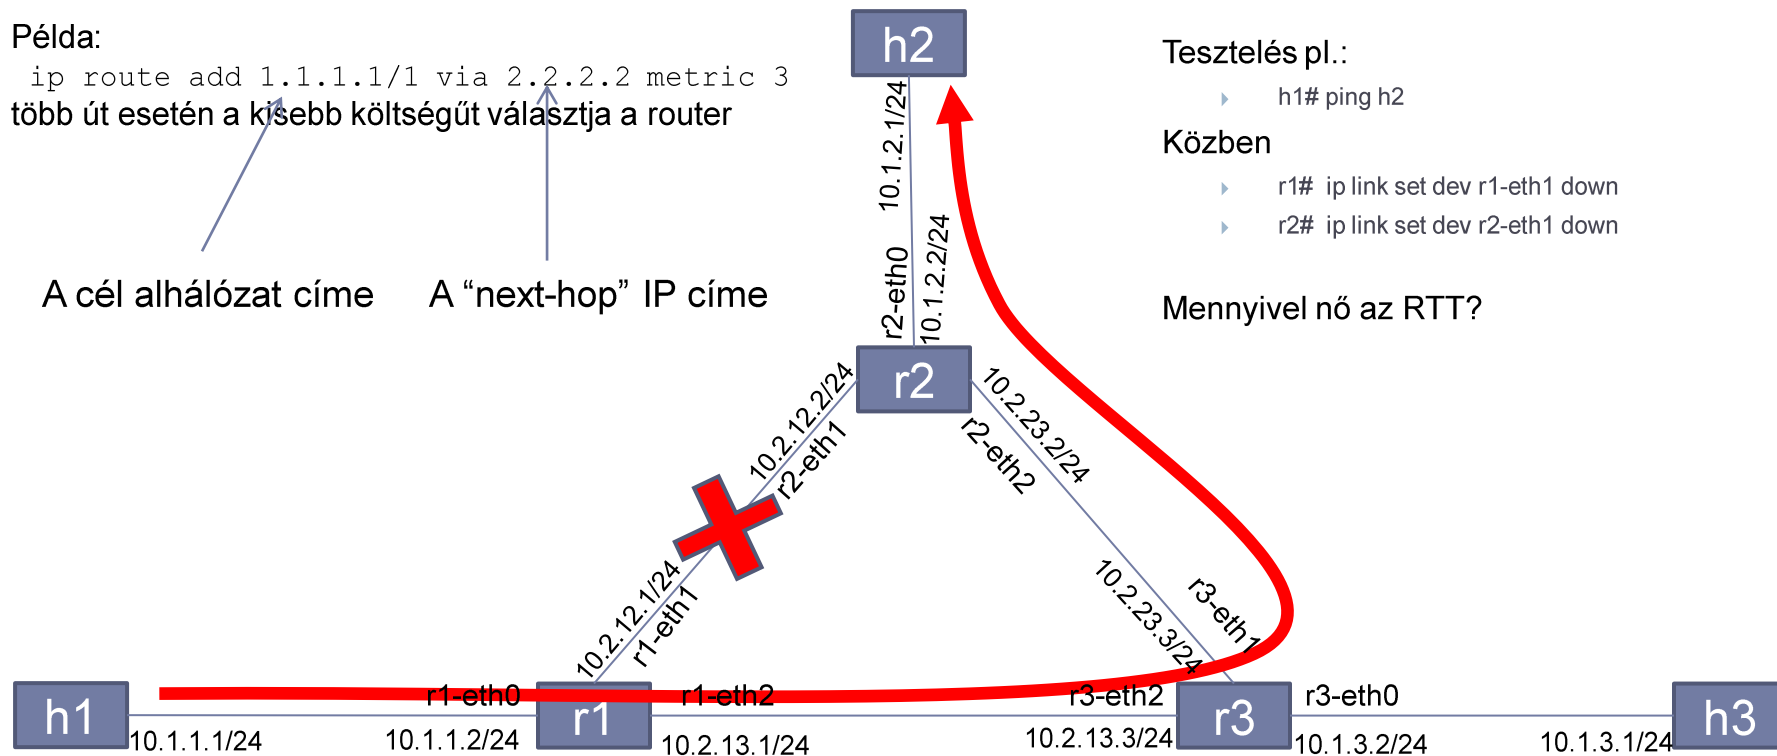 Példa:
ip route add 1.1.1.1/1 via 2.2.2.2 metric 3
több út esetén a kisebb költségűt választja a router
A cél alhálózat címe
A “next-hop” IP címe
Tesztelés pl.:
h1# ping h2
Közben
r1# ip link set dev r1-eth1 down
r2# ip link set dev r2-eth1 down
Mennyivel nő az RTT?
h2
10.1.2.1/24
r2-eth0
10.1.2.2/24
r2
10.2.12.2/24
r2-eth1
10.2.23.2/24
r2-eth2
10.2.12.1/24
r1-eth1
10.2.23.3/24
r3-eth1
h1
r1-eth0
r1
r1-eth2
r3-eth2
r3
r3-eth0
h3
10.1.1.1/24
10.1.1.2/24
10.2.13.1/24
10.2.13.3/24
10.1.3.2/24
10.1.3.1/24